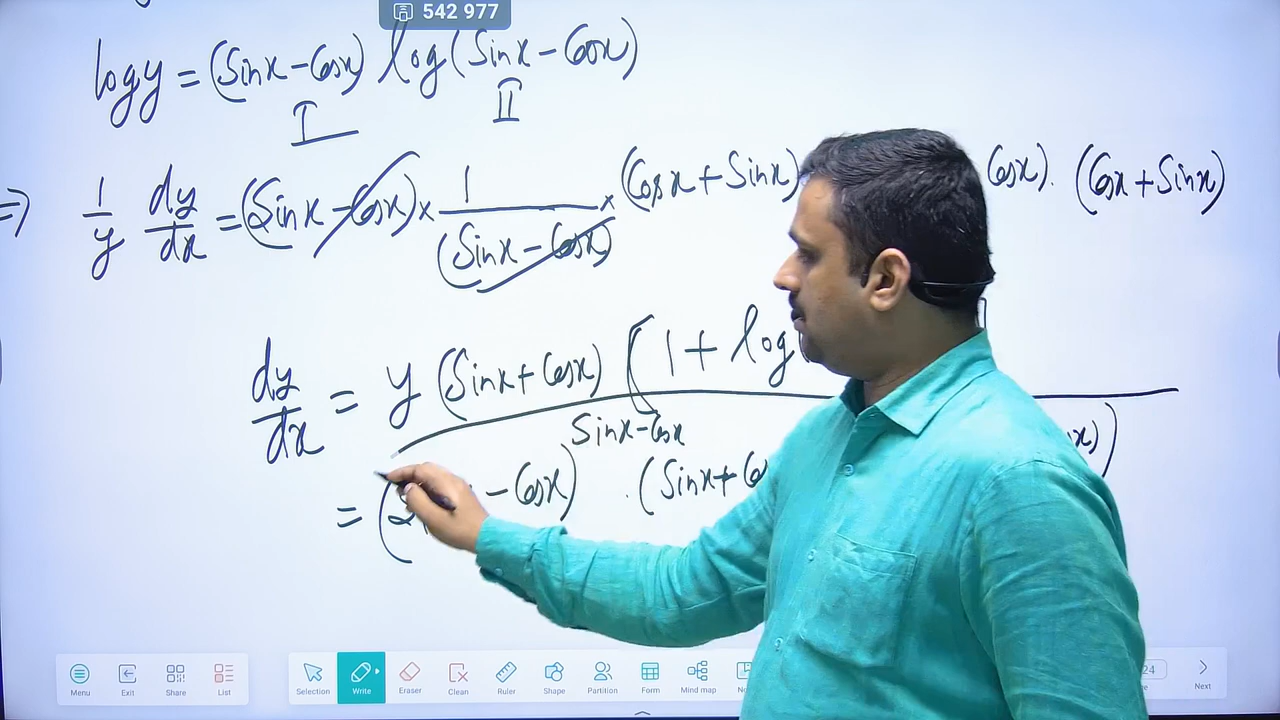 542 977
log y = (Sinx - Cosx) log (Sinx - Cosx)
I II
=> 1/y dy/dx = (Sinx - Cosx) × 1/(Sinx - Cosx) × (Cosx + Sinx) Cosx). (Cosx + Sinx)
dy/dx = y (Sinx + Cosx) [1 + log
Sinx - Cosx
= ( - Cosx) . (Sinx + x)
Menu Exit Share List Selection Write Eraser Clean Ruler Shape Partition Form Mind map 24 Next